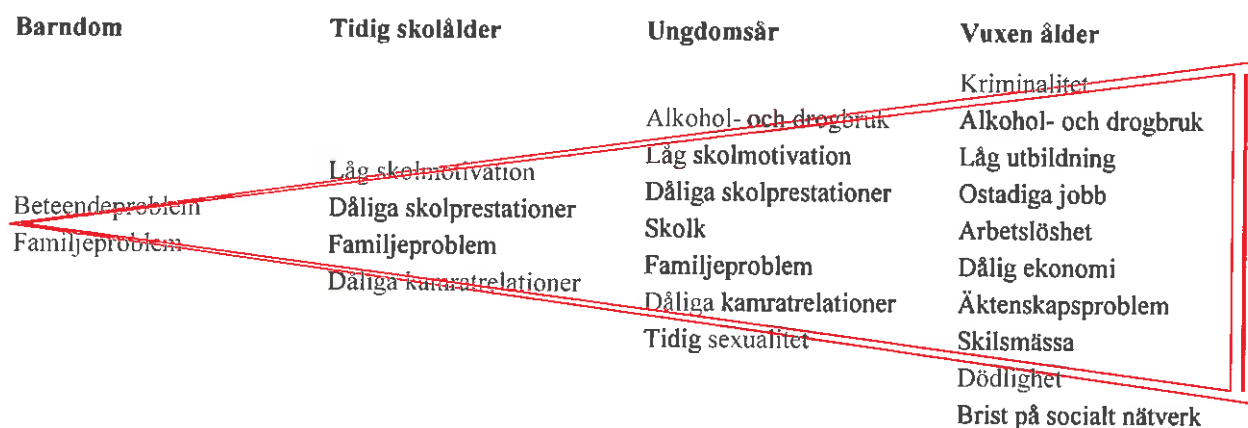 Barndom
Tidig skolålder
Ungdomsår
Vuxen ålder
Beteendeproblem
Familjeproblem
Låg skolmotivation
Dåliga skolprestationer
Familjeproblem
Dåliga kamratrelationer
Alkohol- och drogbruk
Låg skolmotivation
Dåliga skolprestationer
Skolk
Familjeproblem
Dåliga kamratrelationer
Tidig sexualitet
Kriminalitet
Alkohol- och drogbruk
Låg utbildning
Ostadiga jobb
Arbetslöshet
Dålig ekonomi
Äktenskapsproblem
Skilsmässa
Dödlighet
Brist på socialt nätverk